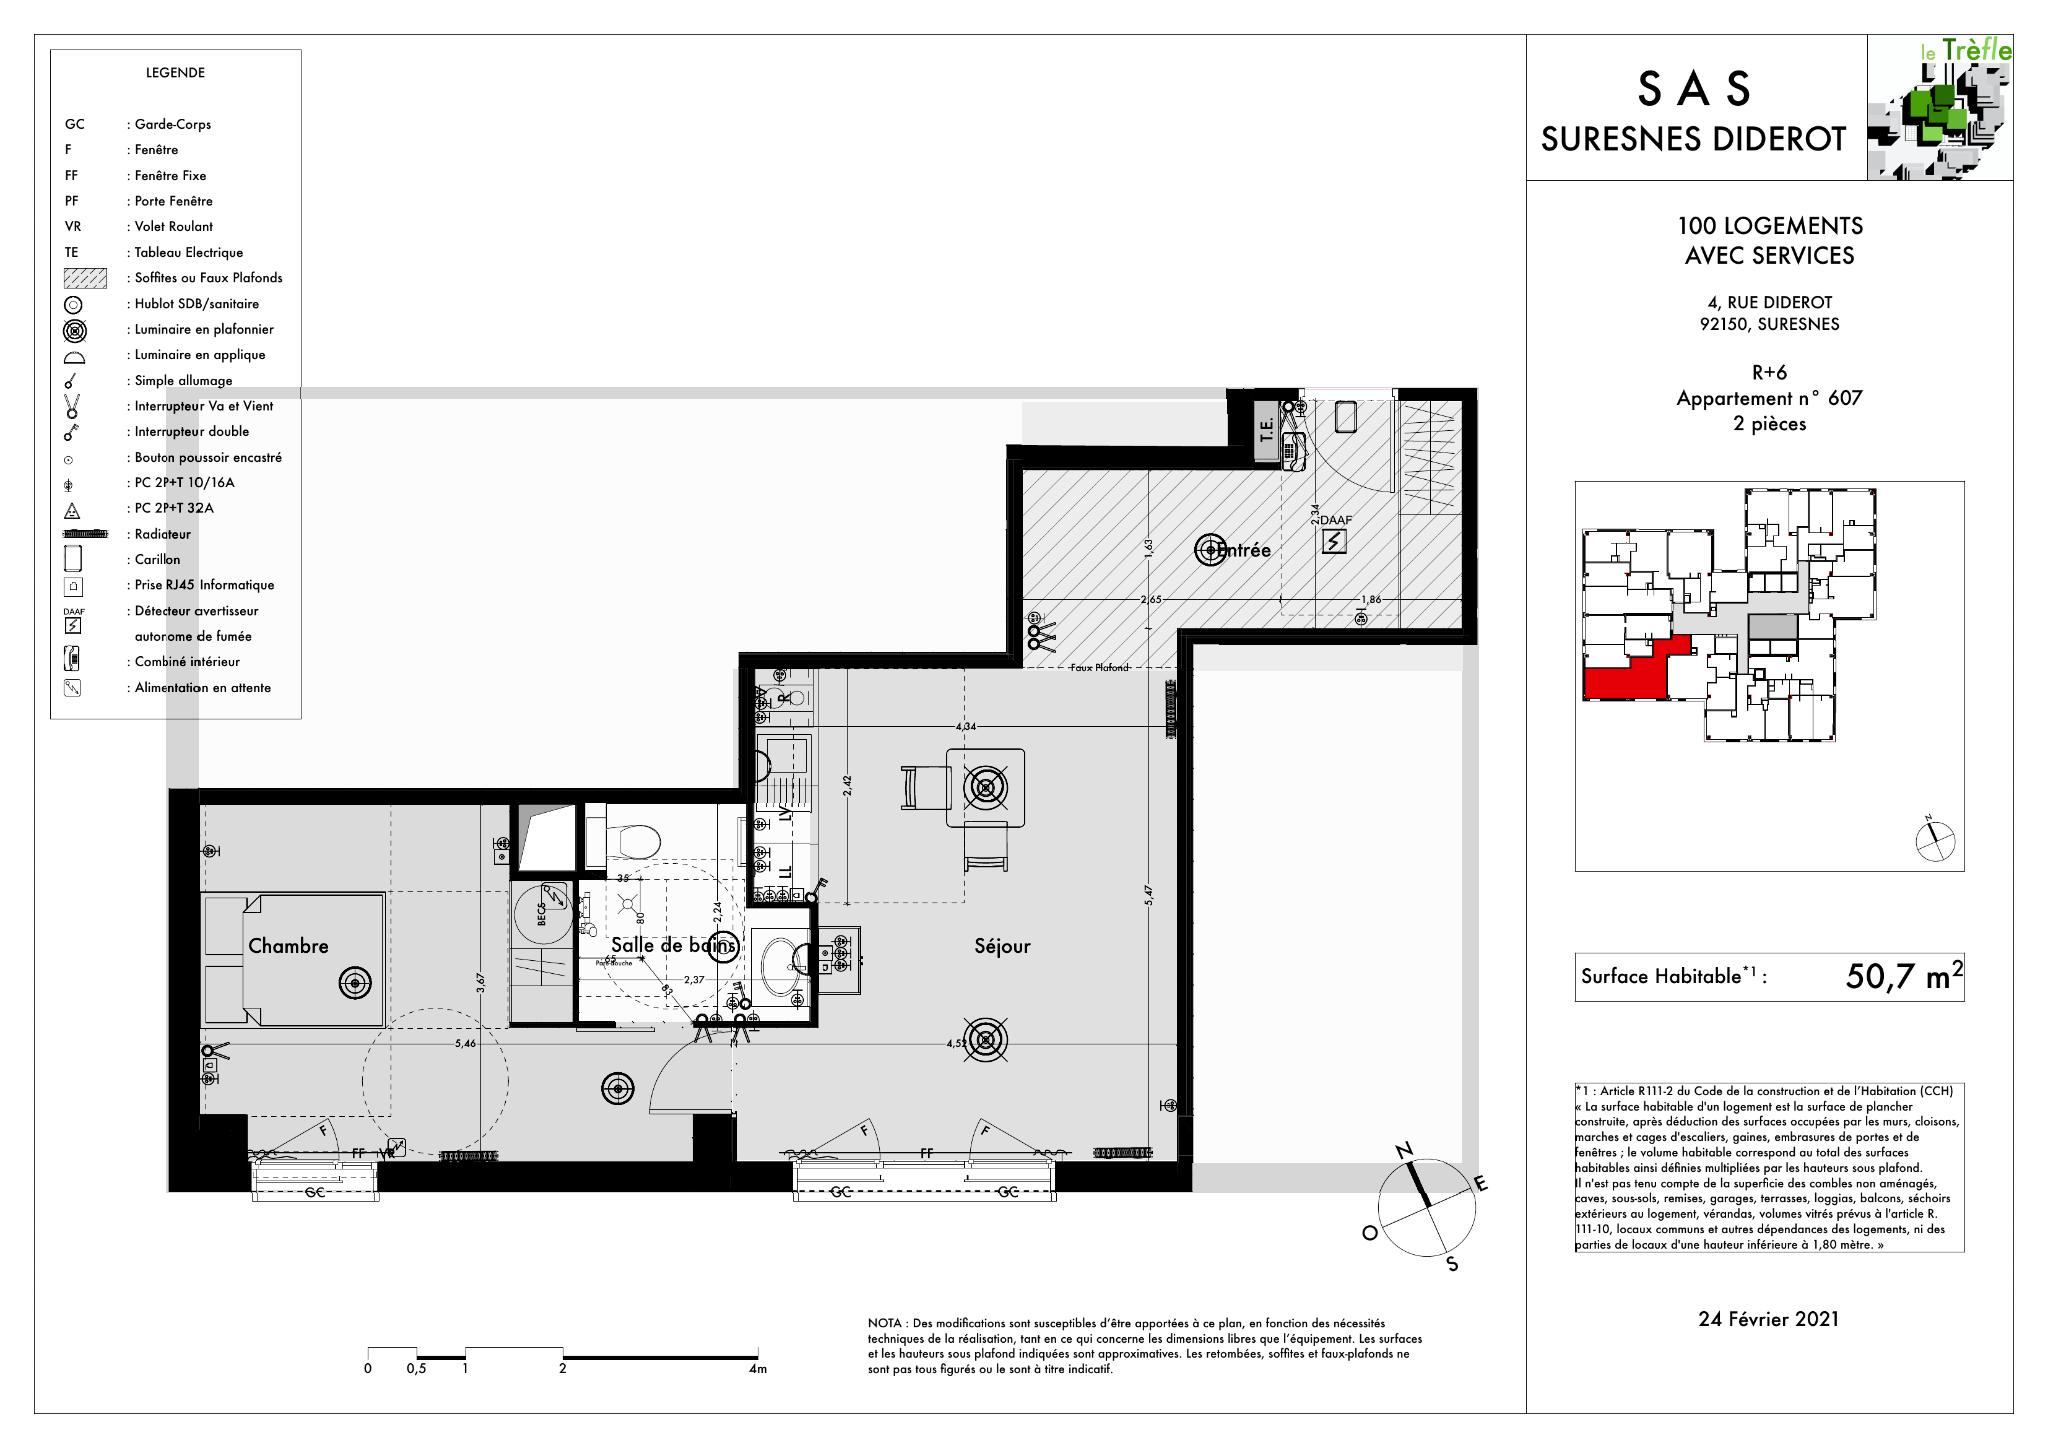 LEGENDE
GC : Garde-Corps
F : Fenêtre
FF : Fenêtre Fixe
PF : Porte Fenêtre
VR : Volet Roulant
TE : Tableau Electrique
: Soffites ou Faux Plafonds
: Hublot SDB/sanitaire
: Luminaire en plafonnier
: Luminaire en applique
: Simple allumage
: Interrupteur Va et Vient
: Interrupteur double
: Bouton poussoir encastré
: PC 2P+T 10/16A
: PC 2P+T 32A
: Radiateur
: Carillon
: Prise RJ45 Informatique
DAAF : Détecteur avertisseur
autonome de fumée
: Combiné intérieur
: Alimentation en attente
T.E.
2,34
DAAF
1,63
Entrée
2,65
1,86
Faux Plafond
R
4,34
2,42
LV
LL
5,47
35
80
2,24
BECS
Chambre
Salle de bains
Séjour
65
Pare-douche
3,67
2,37
83
5,46
4,52
F
F
F
FF
VR
FF
GC
GC
GC
N
E
O
S
0
0,5
1
2
4m
NOTA : Des modifications sont susceptibles d'être apportées à ce plan, en fonction des nécessités
techniques de la réalisation, tant en ce qui concerne les dimensions libres que l'équipement. Les surfaces
et les hauteurs sous plafond indiquées sont approximatives. Les retombées, soffites et faux-plafonds ne
sont pas tous figurés ou le sont à titre indicatif.
SAS
SURESNES DIDEROT
le Trèfle
100 LOGEMENTS
AVEC SERVICES
4, RUE DIDEROT
92150, SURESNES
R+6
Appartement n° 607
2 pièces
N
Surface Habitable*1 : 50,7 m²
*1 : Article R111-2 du Code de la construction et de l'Habitation (CCH)
« La surface habitable d'un logement est la surface de plancher
construite, après déduction des surfaces occupées par les murs, cloisons,
marches et cages d'escaliers, gaines, embrasures de portes et de
fenêtres ; le volume habitable correspond au total des surfaces
habitables ainsi définies multipliées par les hauteurs sous plafond.
Il n'est pas tenu compte de la superficie des combles non aménagés,
caves, sous-sols, remises, garages, terrasses, loggias, balcons, séchoirs
extérieurs au logement, vérandas, volumes vitrés prévus à l'article R.
111-10, locaux communs et autres dépendances des logements, ni des
parties de locaux d'une hauteur inférieure à 1,80 mètre. »
24 Février 2021